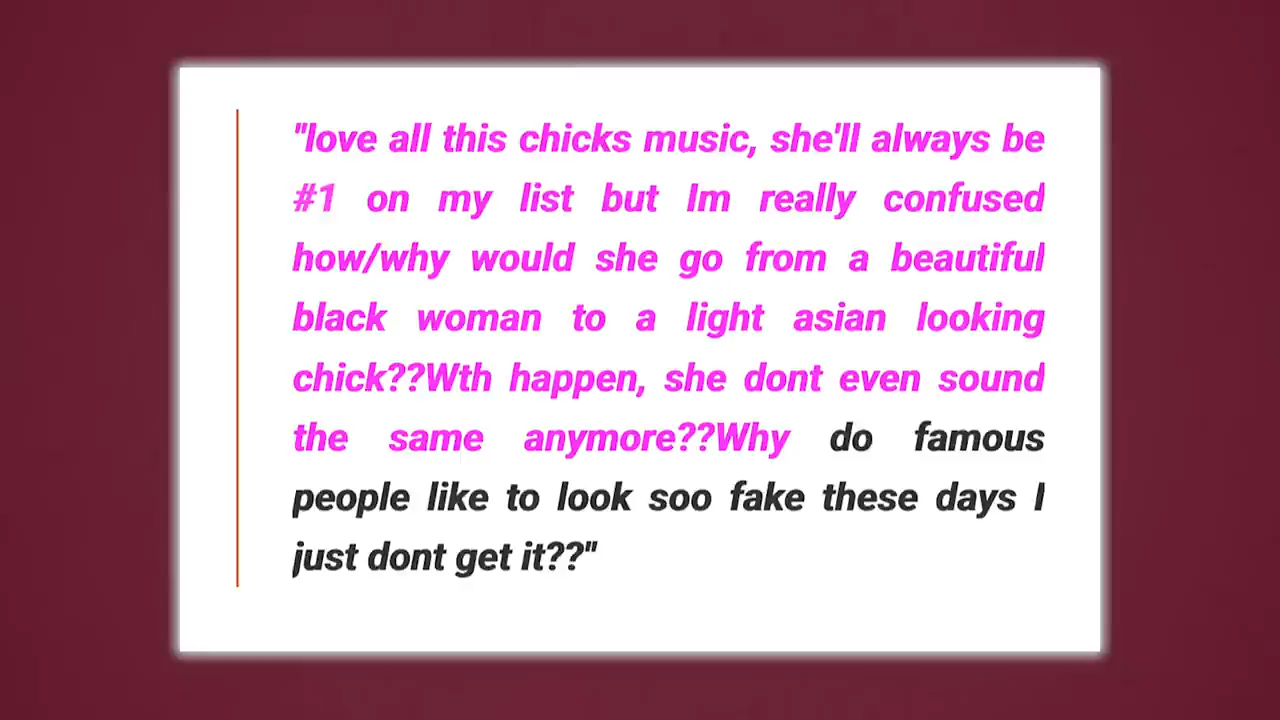 "love all this chicks music, she'll always be
#1 on my list but Im really confused
how/why would she go from a beautiful
black woman to a light asian looking
chick??Wth happen, she dont even sound
the same anymore??Why do famous
people like to look soo fake these days I
just dont get it??"